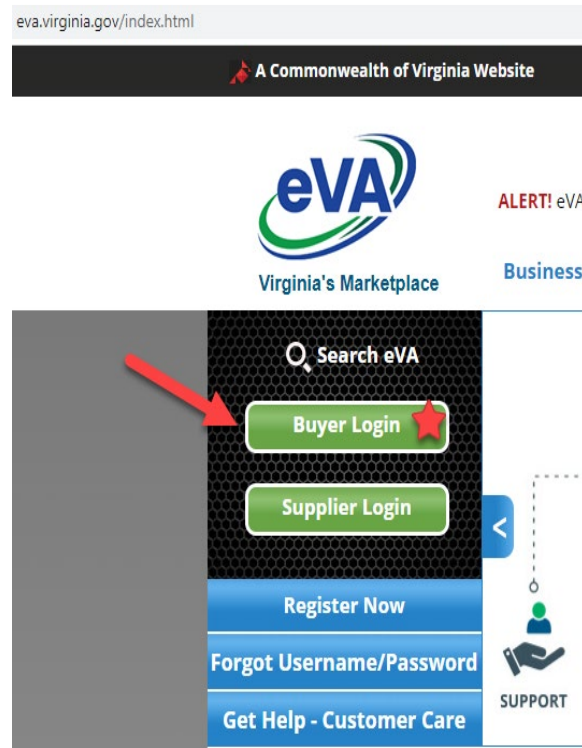 eva.virginia.gov/index.html
A Commonwealth of Virginia Website
eVA
Virginia's Marketplace
ALERT! eVA
Business
Search eVA
Buyer Login
Supplier Login
<
Register Now
Forgot Username/Password
Get Help - Customer Care
SUPPORT